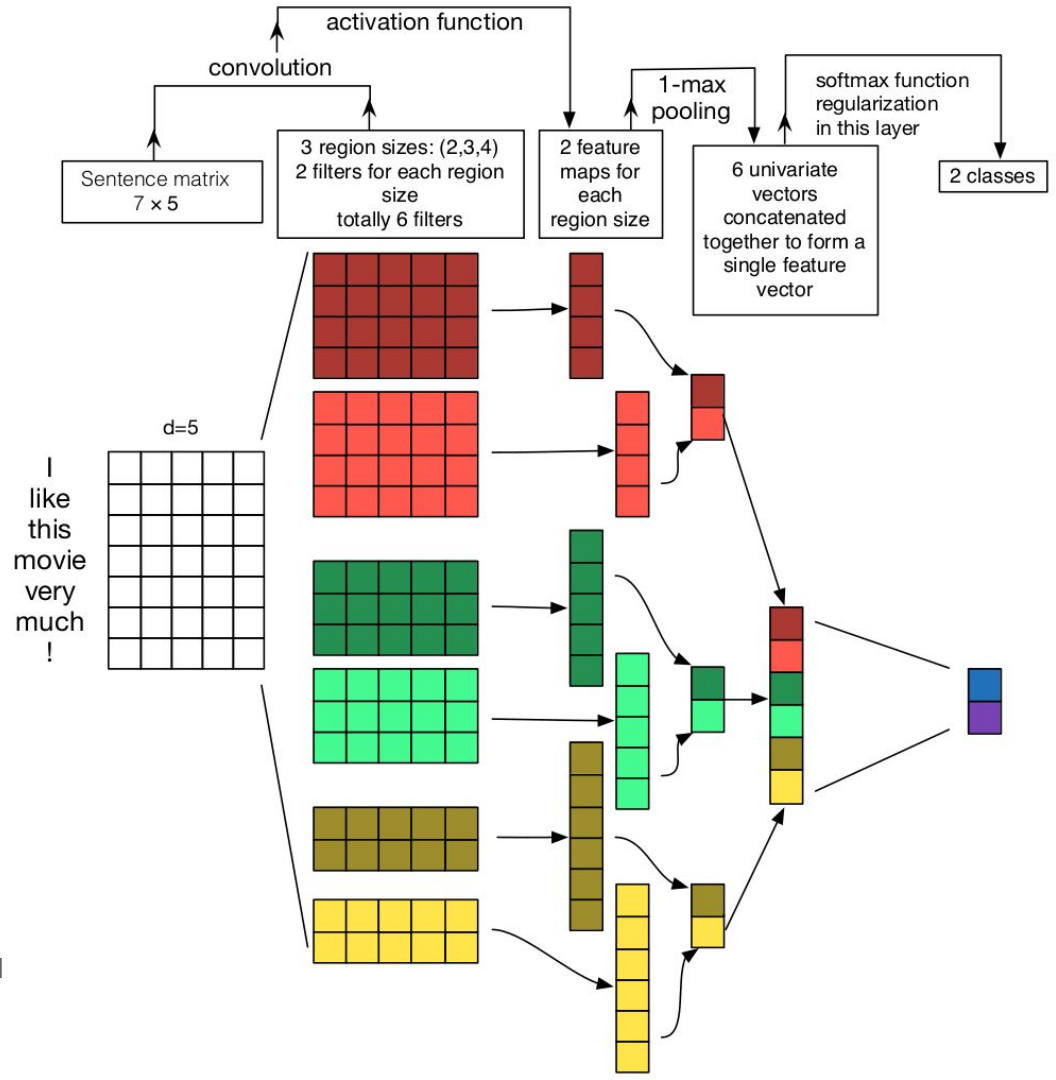 activation function
convolution
1-max
pooling
softmax function
regularization
in this layer
Sentence matrix
7 × 5
3 region sizes: (2,3,4)
2 filters for each region
size
totally 6 filters
2 feature
maps for
each
region size
6 univariate
vectors
concatenated
together to form a
single feature
vector
2 classes
d=5
I
like
this
movie
very
much
!